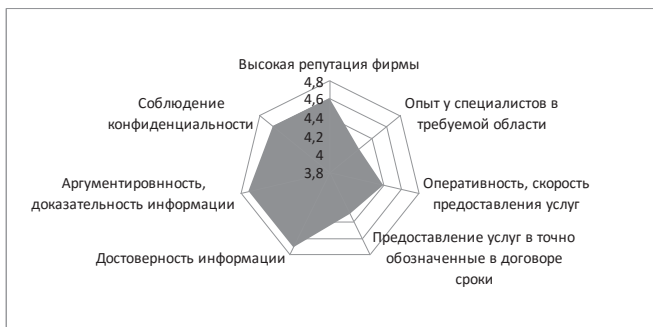 Высокая репутация фирмы
4,8
4,6
4,4
4,2
4
3,8
Опыт у специалистов в
требуемой области
Оперативность, скорость
предоставления услуг
Предоставление услуг в точно
обозначенные в договоре
сроки
Достоверность информации
Аргументировнность,
доказательность информации
Соблюдение
конфиденциальности